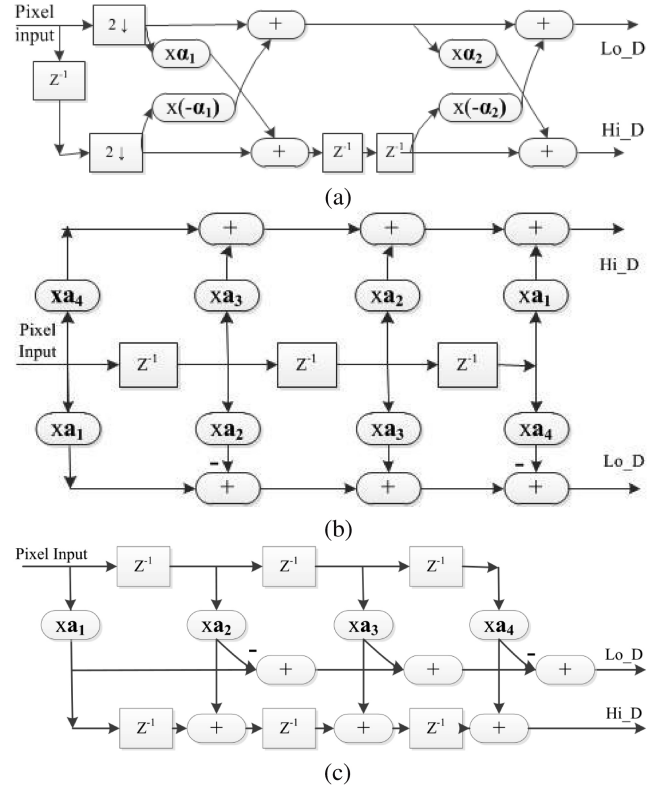 Pixel
input
2 ↓
+
+
xα₁
xα₂
Lo_D
Z⁻¹
x(-α₁)
x(-α₂)
Hi_D
2 ↓
+
Z⁻¹
Z⁻¹
+
(a)
+
+
+
Hi_D
xa₄
xa₃
xa₂
xa₁
Pixel
Input
Z⁻¹
Z⁻¹
Z⁻¹
xa₁
xa₂
xa₃
xa₄
-
-
Lo_D
+
+
+
(b)
Pixel Input
Z⁻¹
Z⁻¹
Z⁻¹
xa₁
xa₂
xa₃
xa₄
-
-
Lo_D
+
+
+
Hi_D
Z⁻¹
+
Z⁻¹
+
Z⁻¹
+
(c)